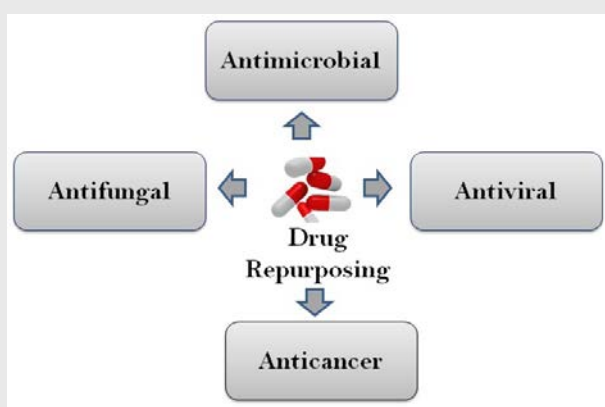 Antimicrobial
Antifungal
Antiviral
Drug
Repurposing
Anticancer